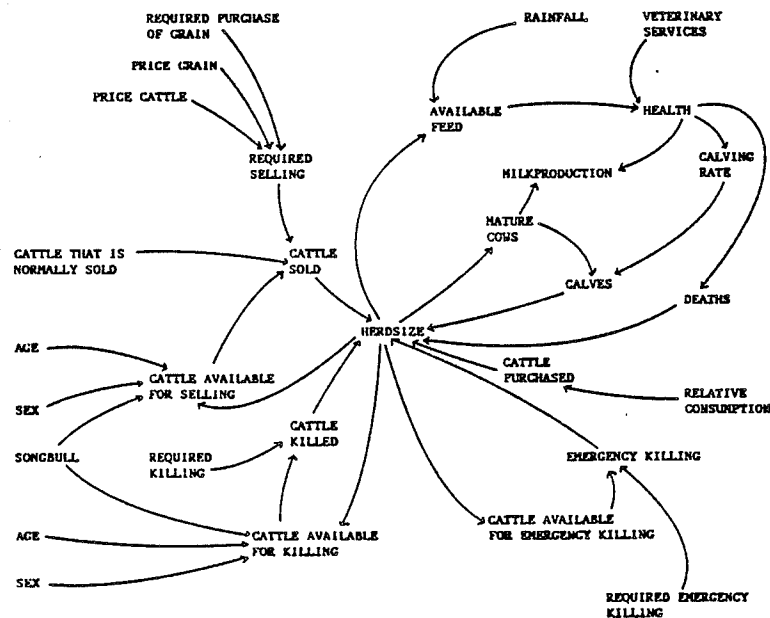 REQUIRED PURCHASE
OF GRAIN
RAINFALL
VETERINARY
SERVICES
PRICE GRAIN
PRICE CATTLE
AVAILABLE
FEED
HEALTH
REQUIRED
SELLING
MILKPRODUCTION
CALVING
RATE
MATURE
COWS
CATTLE THAT IS
NORMALLY SOLD
CATTLE
SOLD
CALVES
DEATHS
HERDSIZE
AGE
CATTLE AVAILABLE
FOR SELLING
CATTLE
PURCHASED
SEX
RELATIVE
CONSUMPTION
CATTLE
KILLED
SONGBULL
REQUIRED
KILLING
EMERGENCY KILLING
AGE
CATTLE AVAILABLE
FOR KILLING
CATTLE AVAILABLE
FOR EMERGENCY KILLING
SEX
REQUIRED EMERGENCY
KILLING